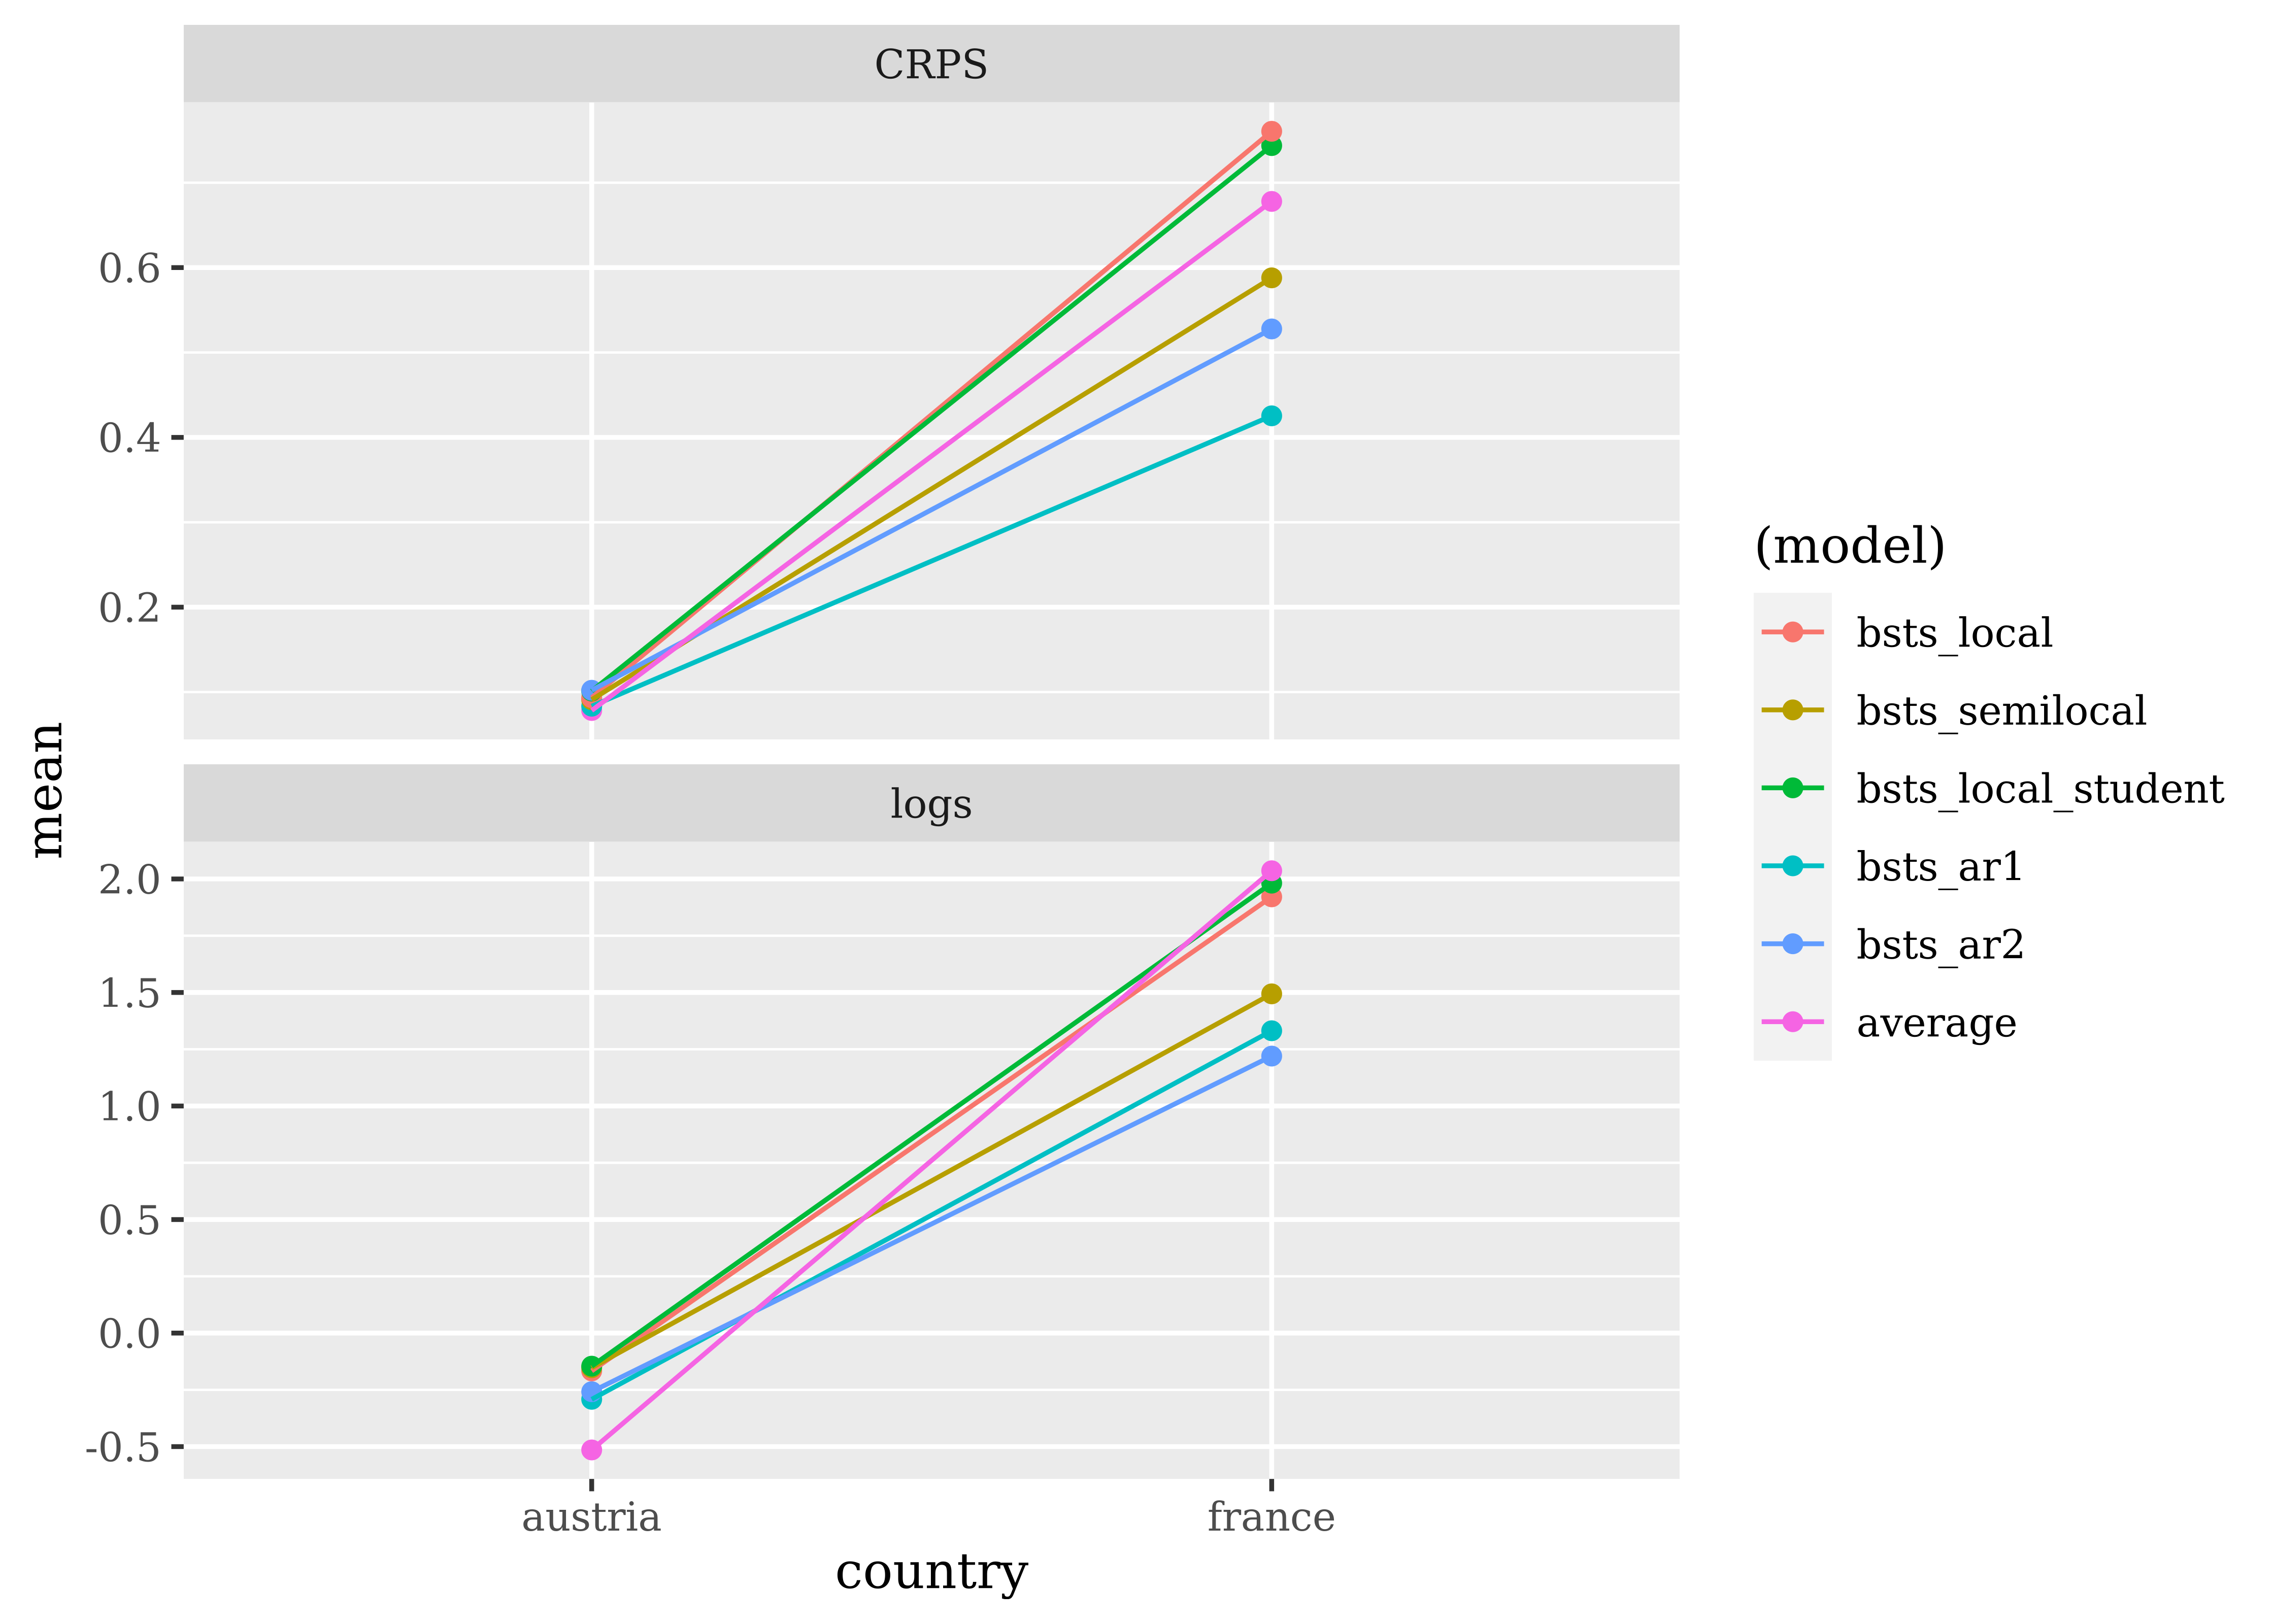 CRPS
0.6
0.4
0.2
mean
logs
2.0
1.5
1.0
0.5
0.0
-0.5
austria
france
country
(model)
bsts_local
bsts_semilocal
bsts_local_student
bsts_ar1
bsts_ar2
average